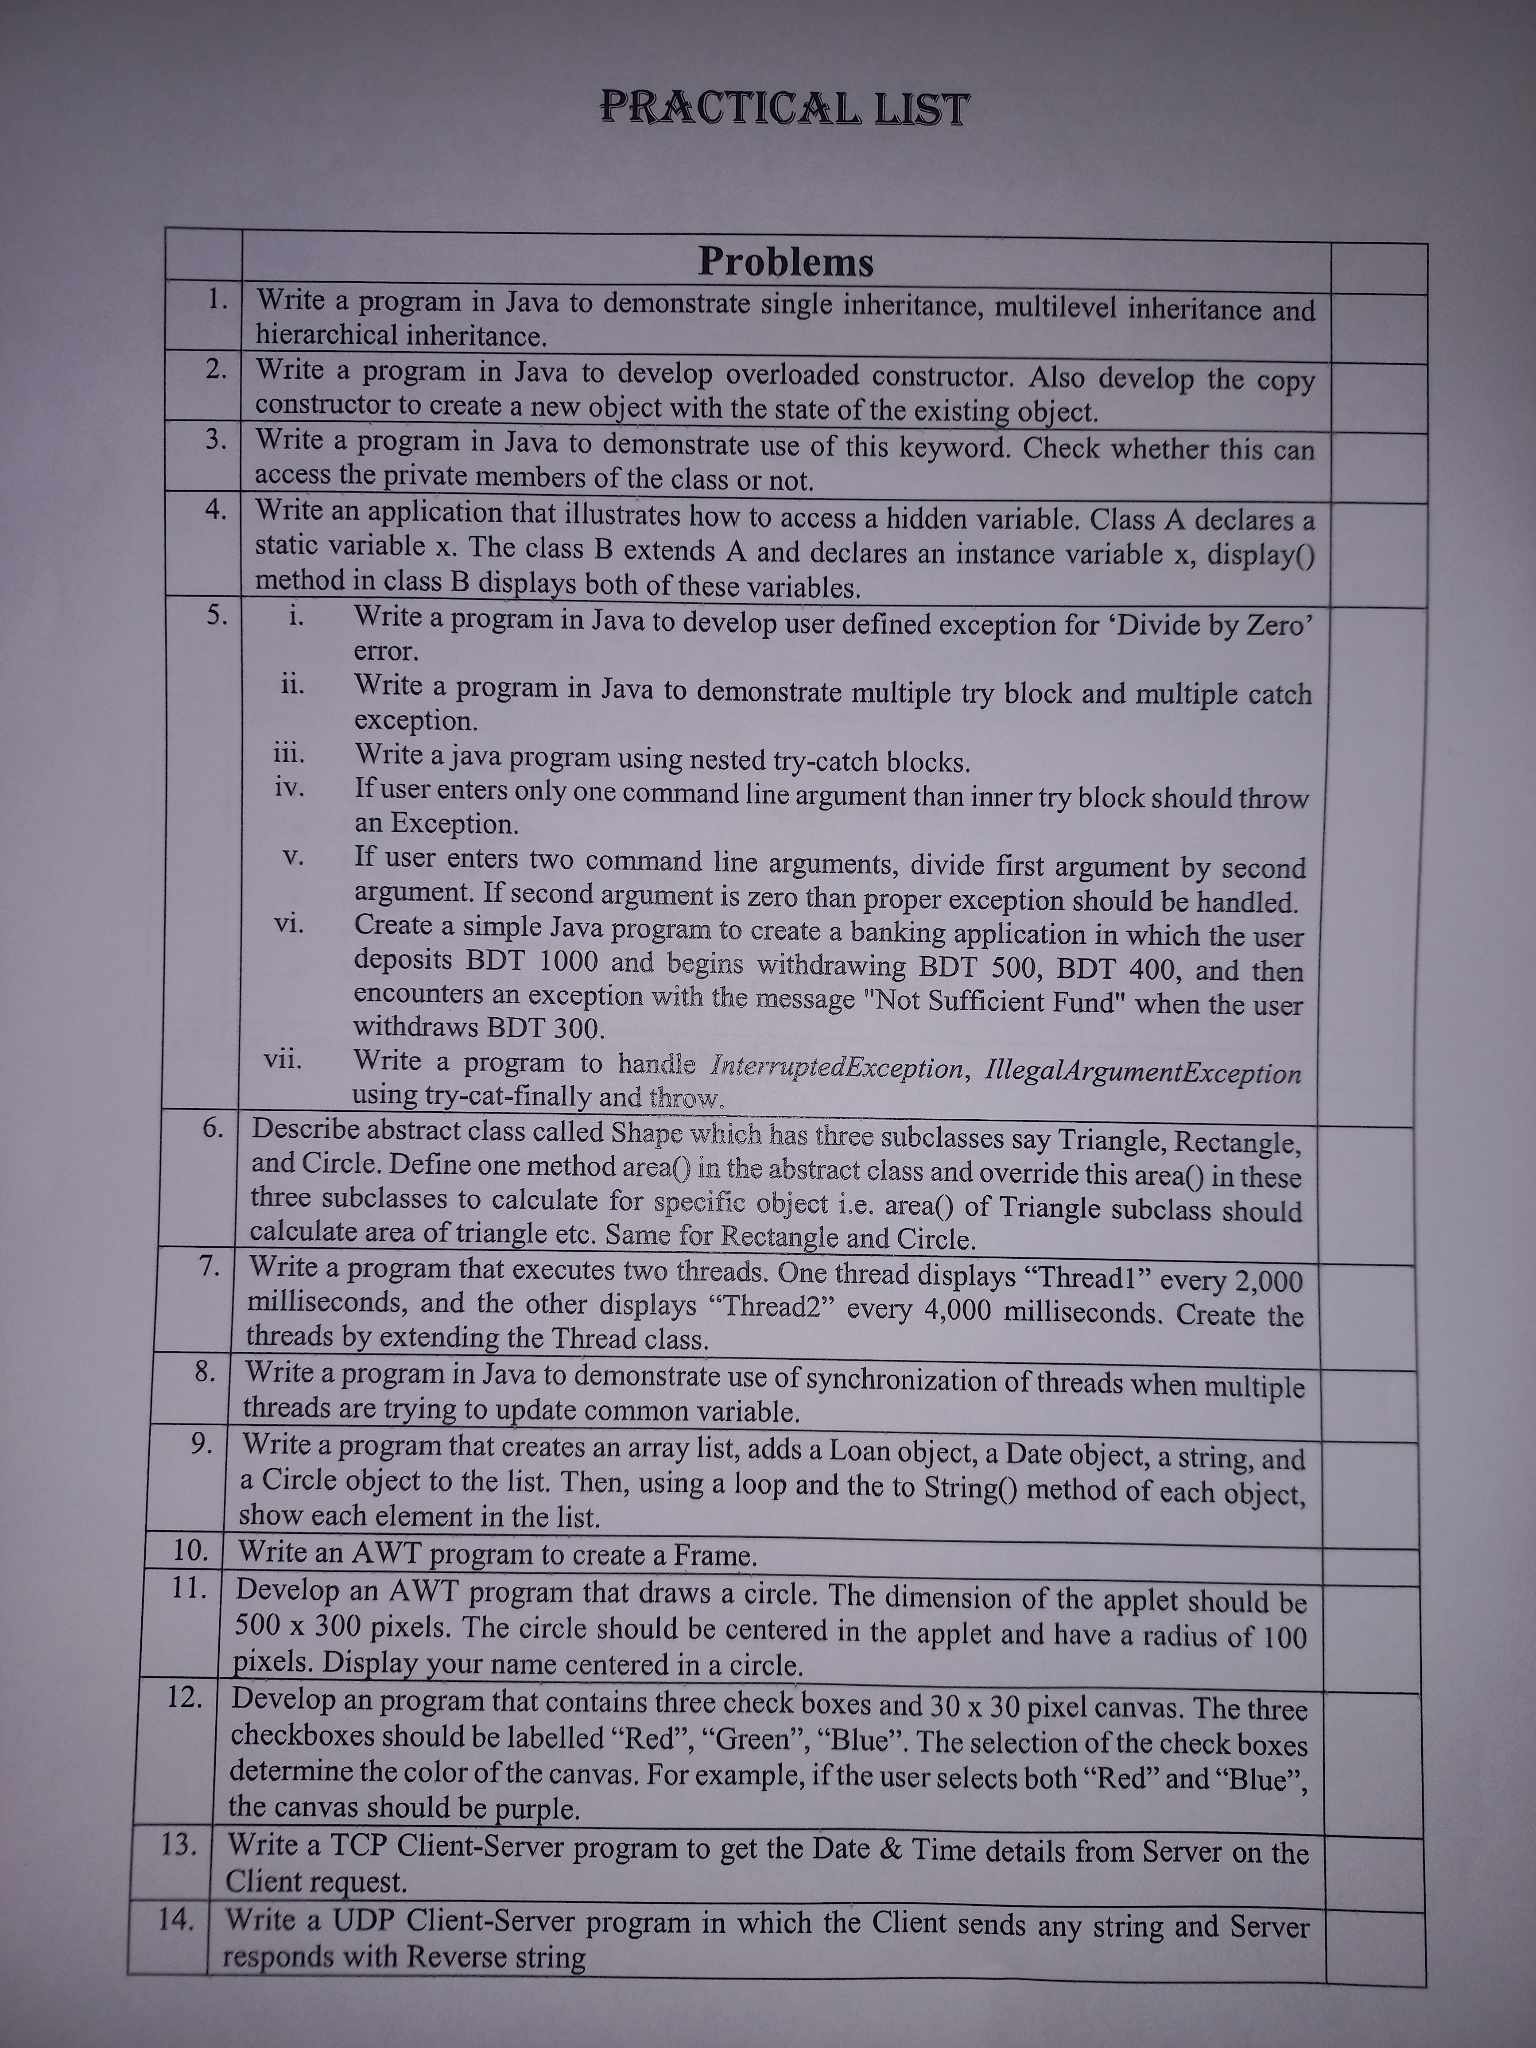 PRACTICAL LIST
Problems
1. Write a program in Java to demonstrate single inheritance, multilevel inheritance and
hierarchical inheritance.
2. Write a program in Java to develop overloaded constructor. Also develop the copy
constructor to create a new object with the state of the existing object.
3. Write a program in Java to demonstrate use of this keyword. Check whether this can
access the private members of the class or not.
4. Write an application that illustrates how to access a hidden variable. Class A declares a
static variable x. The class B extends A and declares an instance variable x, display()
method in class B displays both of these variables.
5. i. Write a program in Java to develop user defined exception for ‘Divide by Zero’
error.
ii. Write a program in Java to demonstrate multiple try block and multiple catch
exception.
iii. Write a java program using nested try-catch blocks.
iv. If user enters only one command line argument than inner try block should throw
an Exception.
v. If user enters two command line arguments, divide first argument by second
argument. If second argument is zero than proper exception should be handled.
vi. Create a simple Java program to create a banking application in which the user
deposits BDT 1000 and begins withdrawing BDT 500, BDT 400, and then
encounters an exception with the message "Not Sufficient Fund" when the user
withdraws BDT 300.
vii. Write a program to handle InterruptedException, IllegalArgumentException
using try-cat-finally and throw.
6. Describe abstract class called Shape which has three subclasses say Triangle, Rectangle,
and Circle. Define one method area() in the abstract class and override this area() in these
three subclasses to calculate for specific object i.e. area() of Triangle subclass should
calculate area of triangle etc. Same for Rectangle and Circle.
7. Write a program that executes two threads. One thread displays “Thread1” every 2,000
milliseconds, and the other displays “Thread2” every 4,000 milliseconds. Create the
threads by extending the Thread class.
8. Write a program in Java to demonstrate use of synchronization of threads when multiple
threads are trying to update common variable.
9. Write a program that creates an array list, adds a Loan object, a Date object, a string, and
a Circle object to the list. Then, using a loop and the to String() method of each object,
show each element in the list.
10. Write an AWT program to create a Frame.
11. Develop an AWT program that draws a circle. The dimension of the applet should be
500 x 300 pixels. The circle should be centered in the applet and have a radius of 100
pixels. Display your name centered in a circle.
12. Develop an program that contains three check boxes and 30 x 30 pixel canvas. The three
checkboxes should be labelled “Red”, “Green”, “Blue”. The selection of the check boxes
determine the color of the canvas. For example, if the user selects both “Red” and “Blue”,
the canvas should be purple.
13. Write a TCP Client-Server program to get the Date & Time details from Server on the
Client request.
14. Write a UDP Client-Server program in which the Client sends any string and Server
responds with Reverse string